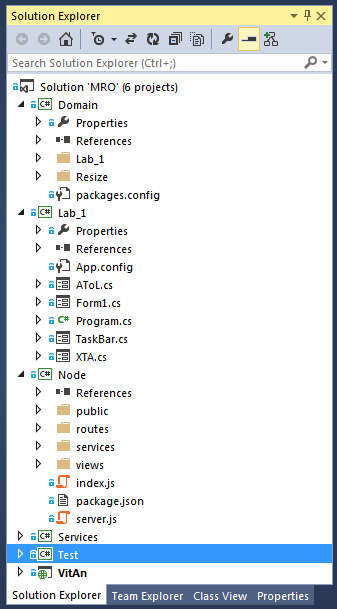 Solution Explorer
Search Solution Explorer (Ctrl+;)
Solution 'MRO' (6 projects)
C# Domain
Properties
References
Lab_1
Resize
packages.config
C# Lab_1
Properties
References
App.config
AToL.cs
Form1.cs
C# Program.cs
TaskBar.cs
XTA.cs
C# Node
References
public
routes
services
views
index.js
package.json
server.js
C# Services
C# Test
VitAn
Solution Explorer Team Explorer Class View Properties